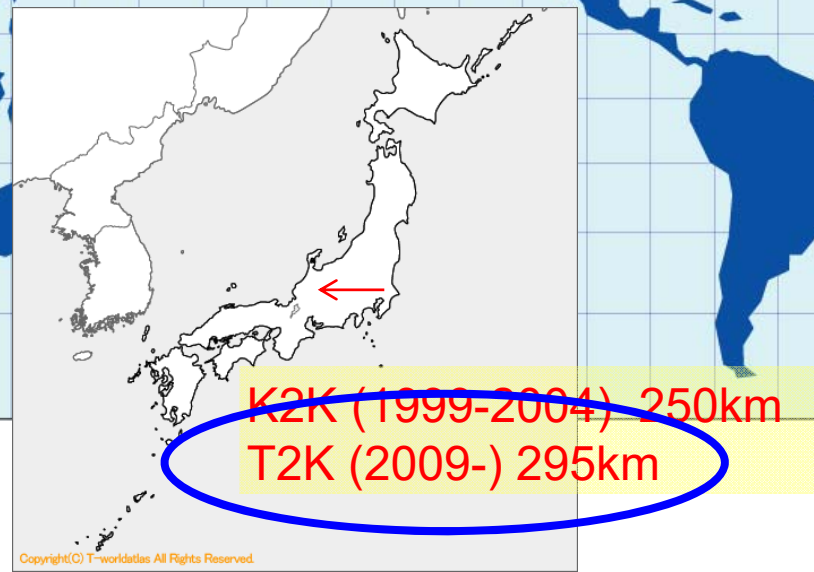 K2K (1999-2004) 250km
T2K (2009-) 295km
Copyright(C) T-worldatlas All Rights Reserved.